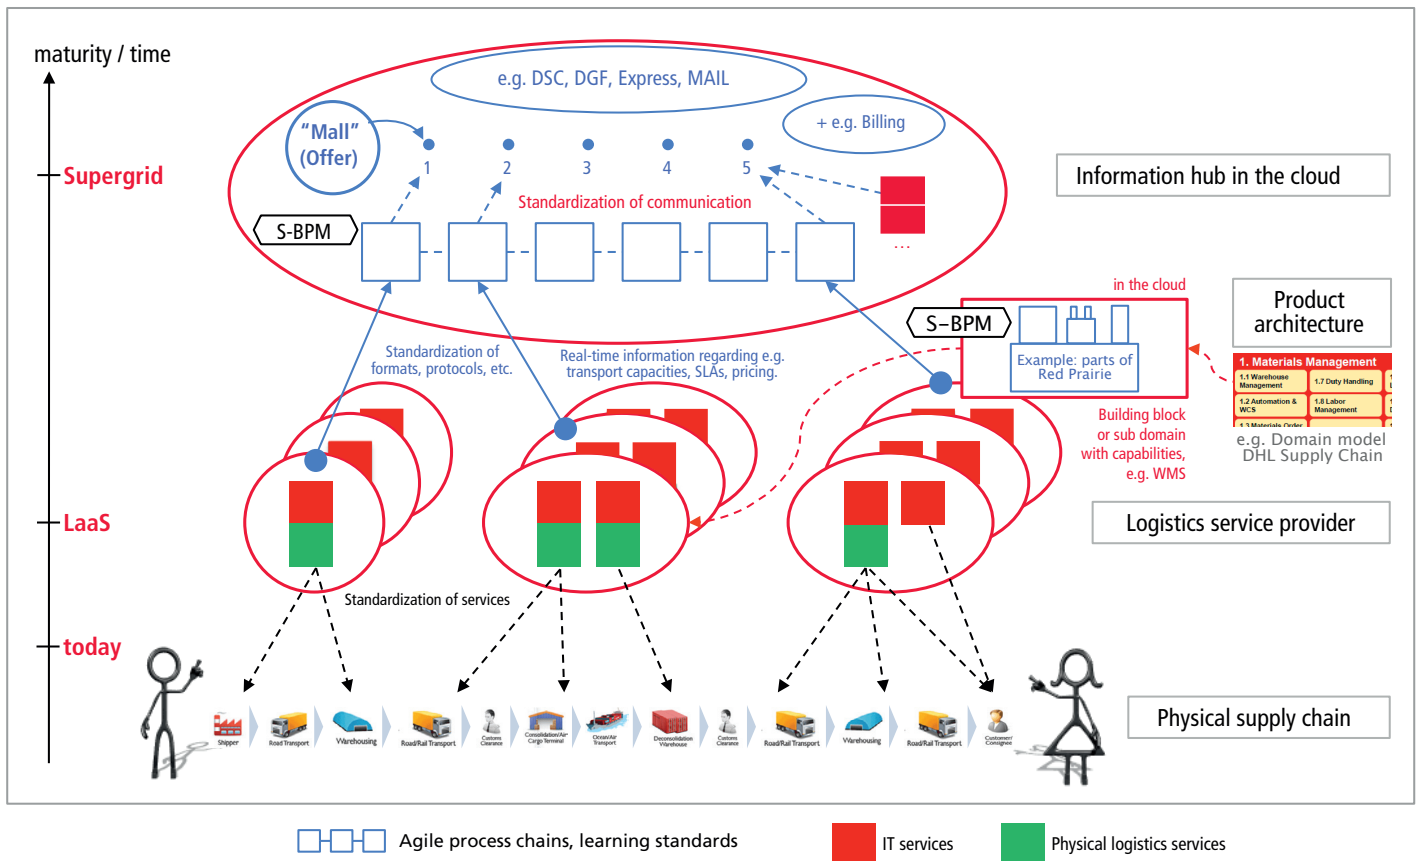 maturity / time
e.g. DSC, DGF, Express, MAIL
"Mall"
(Offer)
+ e.g. Billing
1
2
3
4
5
Supergrid
Information hub in the cloud
Standardization of communication
S-BPM
...
in the cloud
Product
architecture
S–BPM
Standardization of
formats, protocols, etc.
Real-time information regarding e.g.
transport capacities, SLAs, pricing.
Example: parts of
Red Prairie
1. Materials Management
1.1 Warehouse
Management
1.7 Duty Handling
1.2 Automation &
WCS
1.8 Labor
Management
1.3 Materials Order
Building block
or sub domain
with capabilities,
e.g. WMS
e.g. Domain model
DHL Supply Chain
LaaS
Logistics service provider
Standardization of services
today
Physical supply chain
Shipper
Road Transport
Warehousing
Road/Rail Transport
Customs
Clearance
Consolidation/Air
Cargo Terminal
Ocean/Air
Transport
Deconsolidation
Warehouse
Customs
Clearance
Road/Rail Transport
Warehousing
Road/Rail Transport
Customer/
Consignee
Agile process chains, learning standards
IT services
Physical logistics services